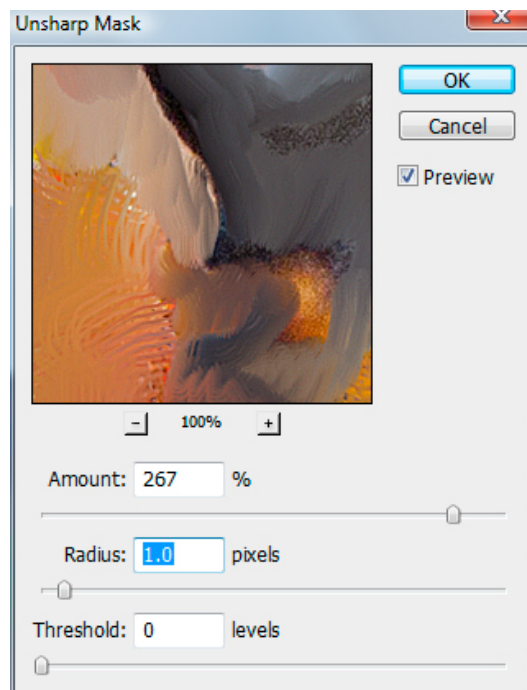 Unsharp Mask
OK
Cancel
Preview
100%
Amount: 267 %
Radius: 1.0 pixels
Threshold: 0 levels